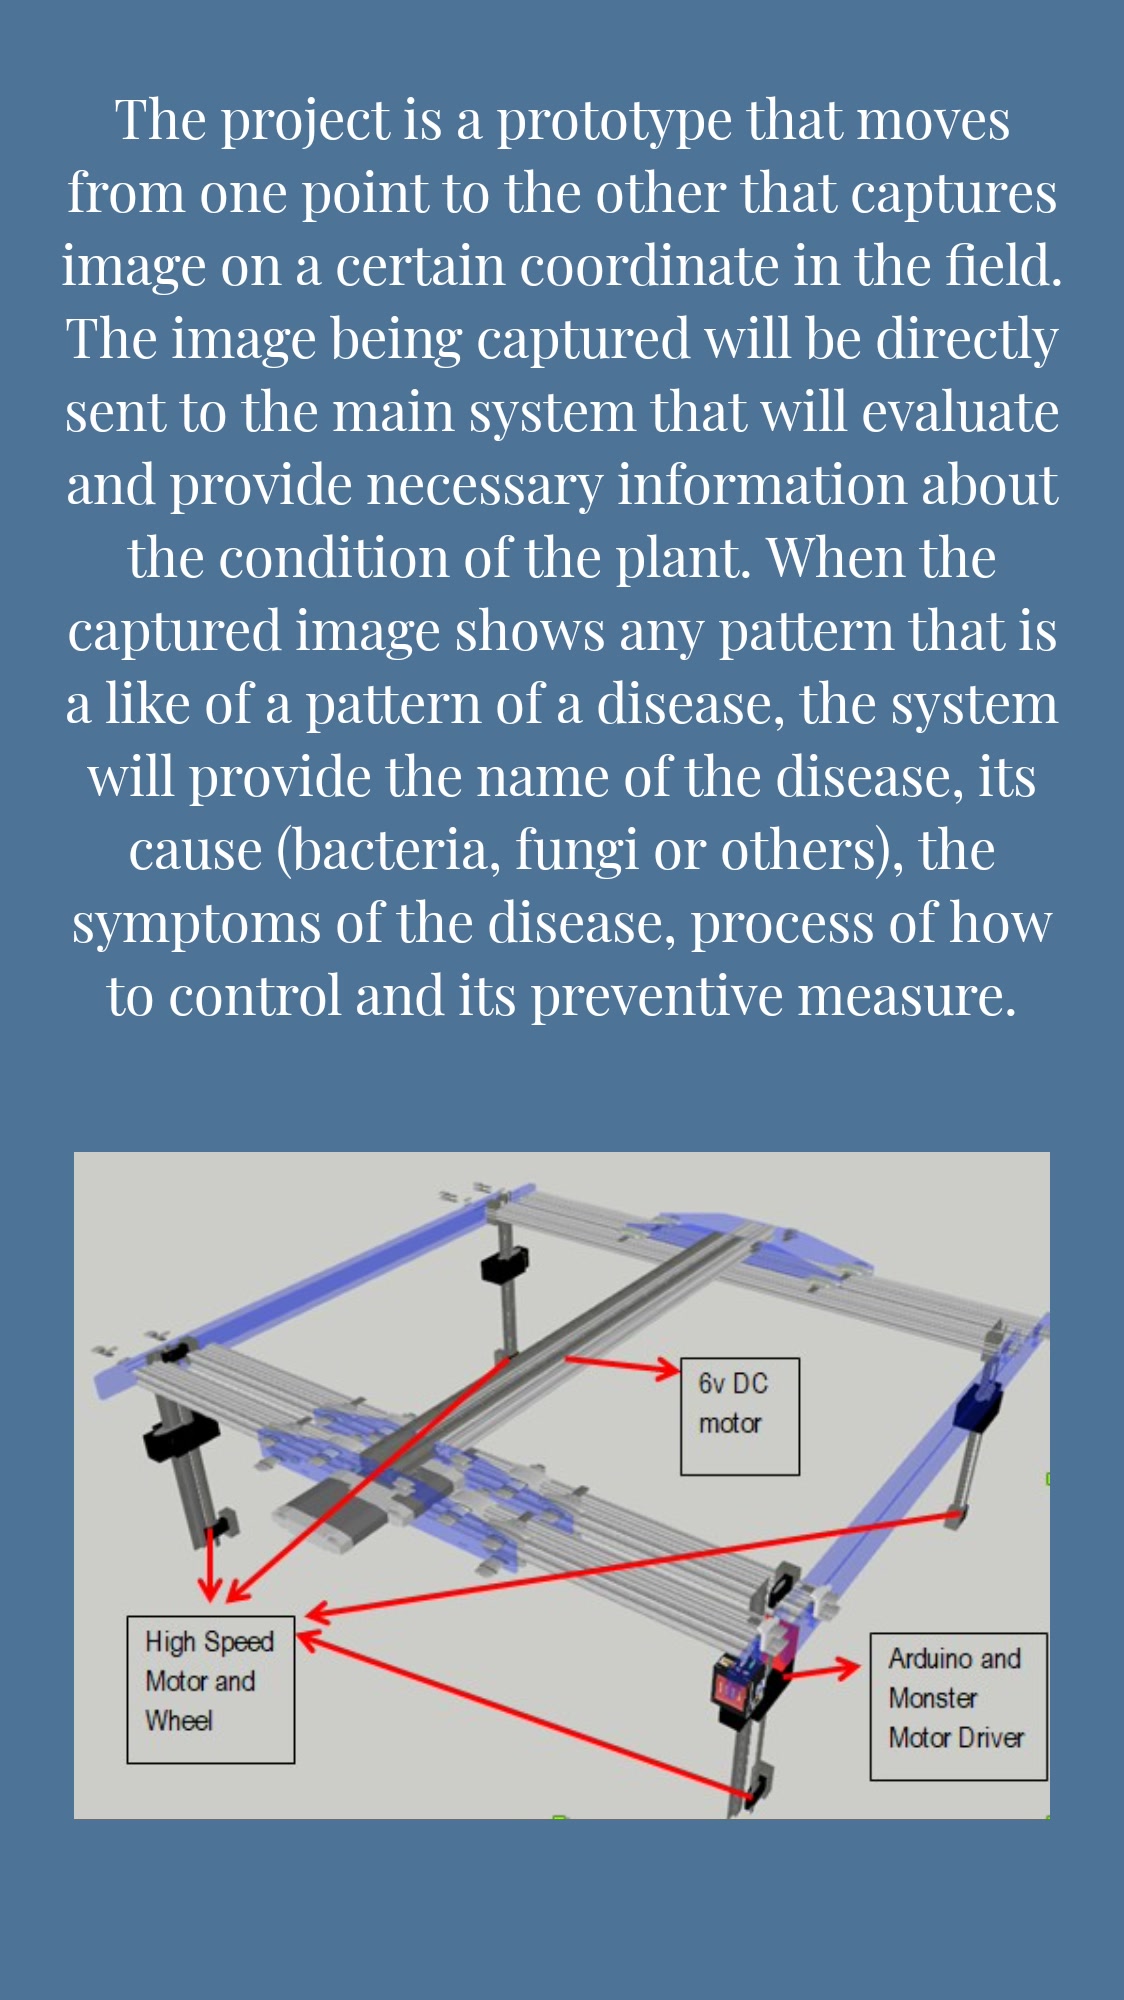 The project is a prototype that moves
from one point to the other that captures
image on a certain coordinate in the field.
The image being captured will be directly
sent to the main system that will evaluate
and provide necessary information about
the condition of the plant. When the
captured image shows any pattern that is
a like of a pattern of a disease, the system
will provide the name of the disease, its
cause (bacteria, fungi or others), the
symptoms of the disease, process of how
to control and its preventive measure.
6v DC
motor
High Speed
Motor and
Wheel
Arduino and
Monster
Motor Driver